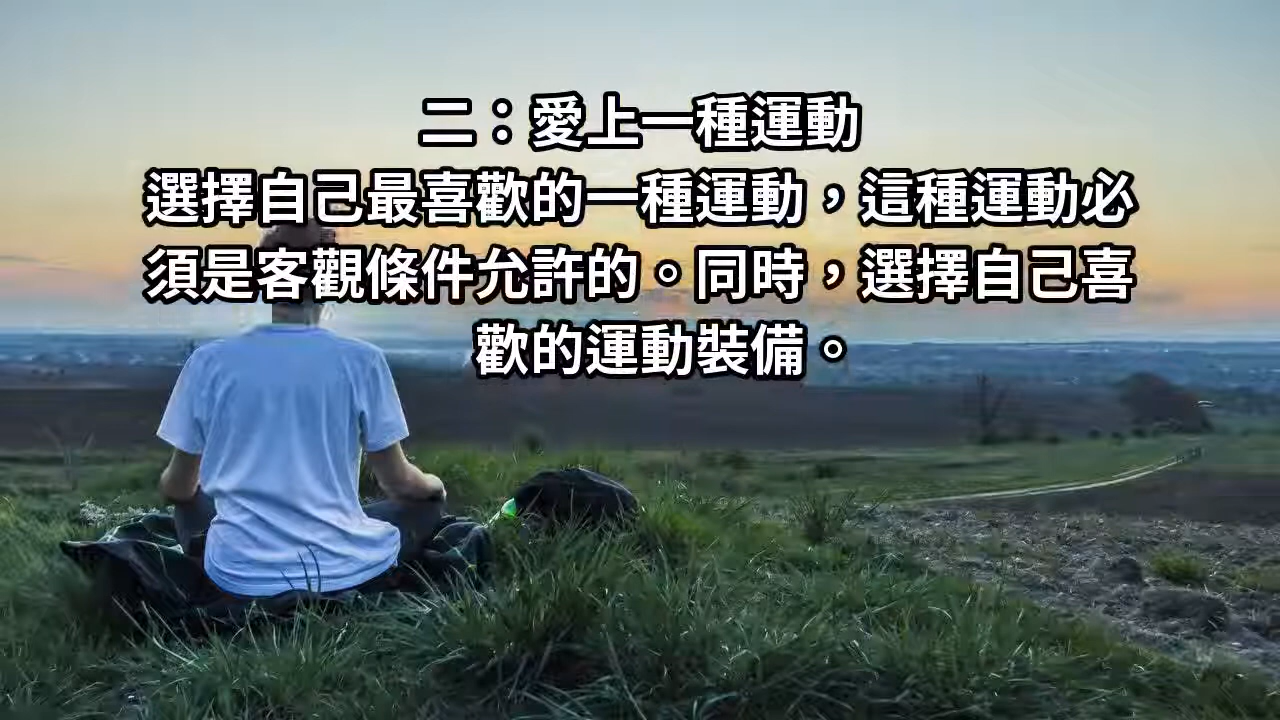 二：愛上一種運動
選擇自己最喜歡的一種運動，這種運動必
須是客觀條件允許的。同時，選擇自己喜
歡的運動裝備。